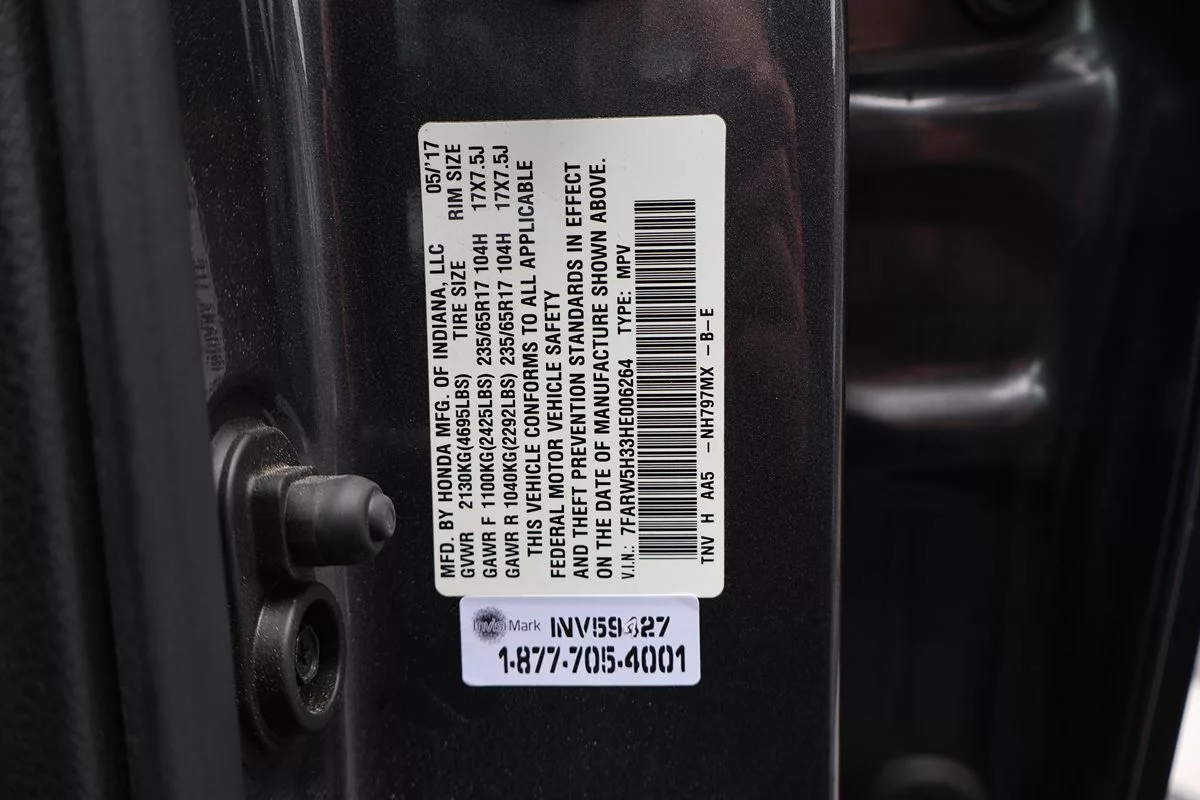 MFD. BY HONDA MFG. OF INDIANA, LLC 05/'17
GVWR 2130KG(4695LBS) TIRE SIZE RIM SIZE
GAWR F 1100KG(2425LBS) 235/65R17 104H 17X7.5J
GAWR R 1040KG(2292LBS) 235/65R17 104H 17X7.5J
THIS VEHICLE CONFORMS TO ALL APPLICABLE
FEDERAL MOTOR VEHICLE SAFETY
AND THEFT PREVENTION STANDARDS IN EFFECT
ON THE DATE OF MANUFACTURE SHOWN ABOVE.
V.I.N.: 7FARW5H33HE006264 TYPE: MPV
TNV H AA5 -NH797MX -B-E
Mark
1-877-705-4001